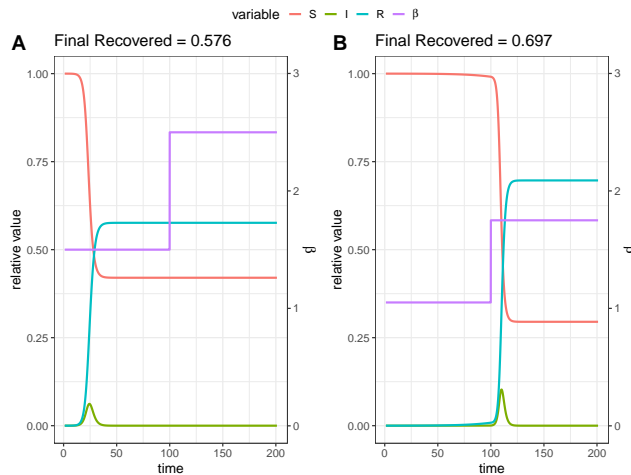 variable S I R β
A Final Recovered = 0.576
1.00
0.75
0.50
0.25
0.00
relative value
3
2
1
0
β
0 50 100 150 200
time
B Final Recovered = 0.697
1.00
0.75
0.50
0.25
0.00
relative value
3
2
1
0
0 50 100 150 200
time